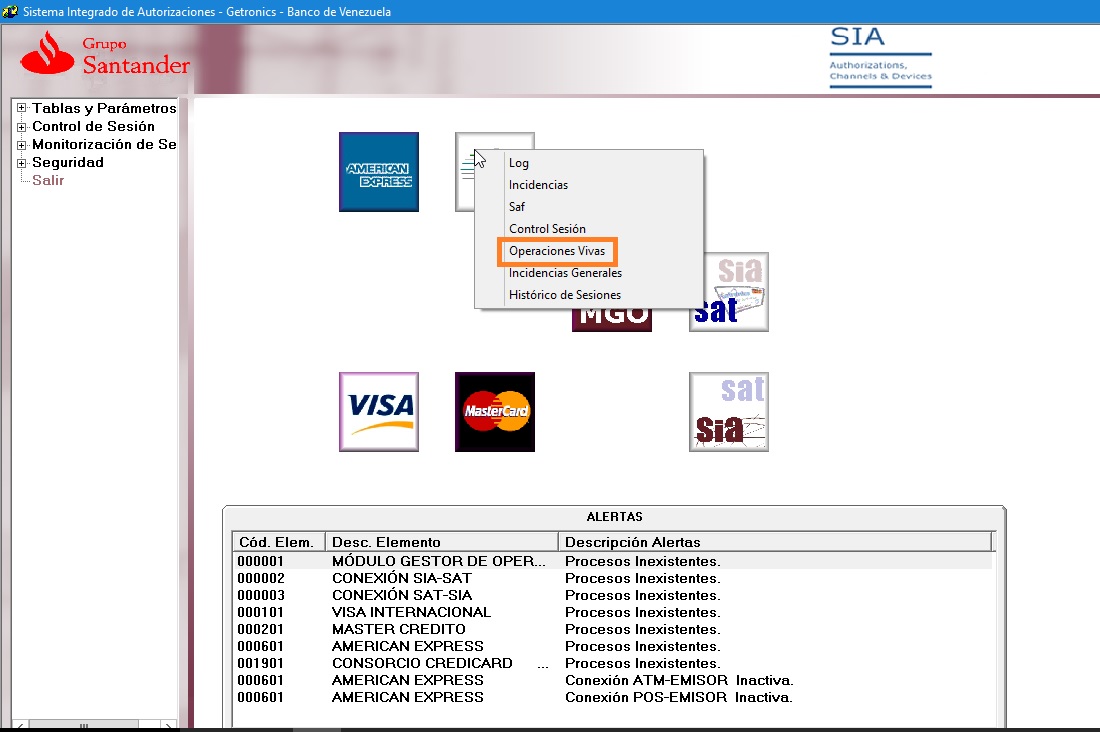 Sistema Integrado de Autorizaciones - Getronics - Banco de Venezuela
Grupo
Santander
SIA
Authorizations,
Channels & Devices
Tablas y Parámetros
Control de Sesión
Monitorización de Se
Seguridad
Salir
AMERICAN
EXPRESS
Log
Incidencias
Saf
Control Sesión
Operaciones Vivas
Incidencias Generales
Histórico de Sesiones
MGO
sia
sat
VISA
MasterCard
sat
sia
ALERTAS
Cód. Elem. Desc. Elemento Descripción Alertas
000001 MÓDULO GESTOR DE OPER... Procesos Inexistentes.
000002 CONEXIÓN SIA-SAT Procesos Inexistentes.
000003 CONEXIÓN SAT-SIA Procesos Inexistentes.
000101 VISA INTERNACIONAL Procesos Inexistentes.
000201 MASTER CREDITO Procesos Inexistentes.
000601 AMERICAN EXPRESS Procesos Inexistentes.
001901 CONSORCIO CREDICARD ... Procesos Inexistentes.
000601 AMERICAN EXPRESS Conexión ATM-EMISOR Inactiva.
000601 AMERICAN EXPRESS Conexión POS-EMISOR Inactiva.